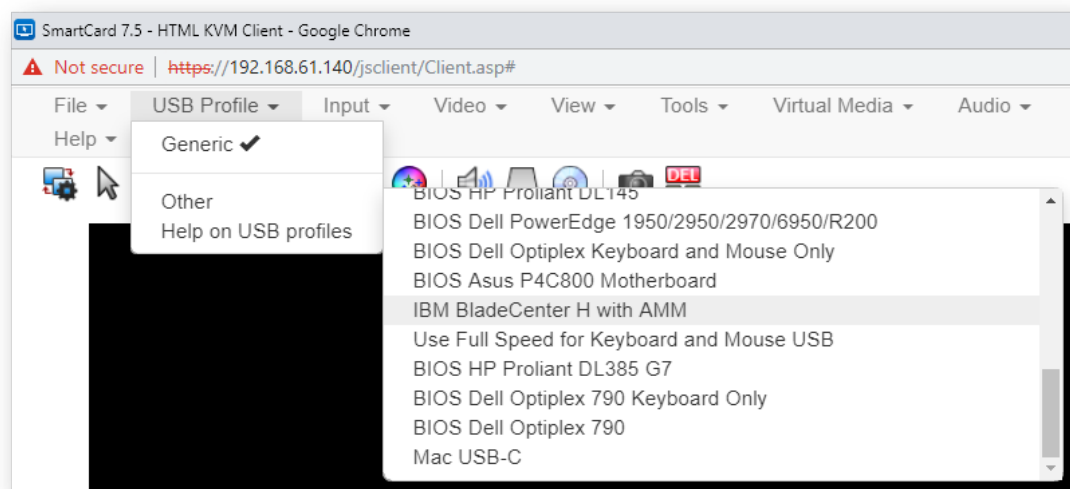 SmartCard 7.5 - HTML KVM Client - Google Chrome
Not secure | https://192.168.61.140/jsclient/Client.asp#
File USB Profile Input Video View Tools Virtual Media Audio
Help
Generic
Other
Help on USB profiles
DEL
BIOS HP Proliant DL145
BIOS Dell PowerEdge 1950/2950/2970/6950/R200
BIOS Dell Optiplex Keyboard and Mouse Only
BIOS Asus P4C800 Motherboard
IBM BladeCenter H with AMM
Use Full Speed for Keyboard and Mouse USB
BIOS HP Proliant DL385 G7
BIOS Dell Optiplex 790 Keyboard Only
BIOS Dell Optiplex 790
Mac USB-C